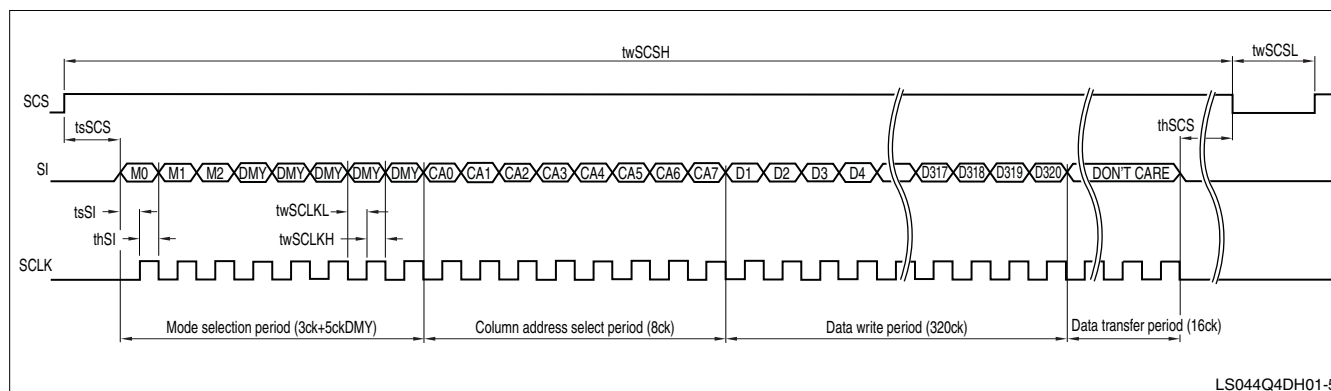 twSCSH
twSCSL
SCS
tsSCS
thSCS
SI
M0 M1 M2 DMY DMY DMY DMY DMY CA0 CA1 CA2 CA3 CA4 CA5 CA6 CA7 D1 D2 D3 D4 D317 D318 D319 D320 DON'T CARE
tsSI
twSCLKL
thSI
twSCLKH
SCLK
Mode selection period (3ck+5ckDMY)
Column address select period (8ck)
Data write period (320ck)
Data transfer period (16ck)
LS044Q4DH01-5